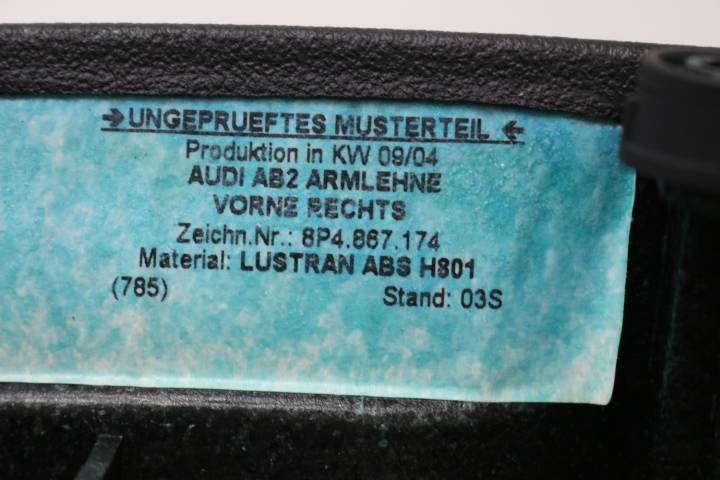 →UNGEPRUEFTES MUSTERTEIL ←
Produktion in KW 09/04
AUDI AB2 ARMLEHNE
VORNE RECHTS
Zeichn.Nr.: 8P4.867.174
Material: LUSTRAN ABS H801
(785) Stand: 03S